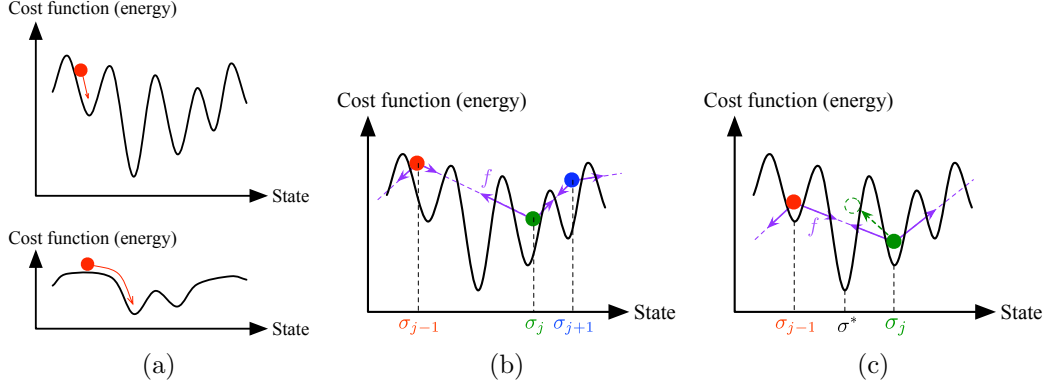 Cost function (energy)
State
Cost function (energy)
State
(a)
Cost function (energy)
f
State
σ_{j−1}
σ_j
σ_{j+1}
(b)
Cost function (energy)
f
State
σ_{j−1}
σ*
σ_j
(c)